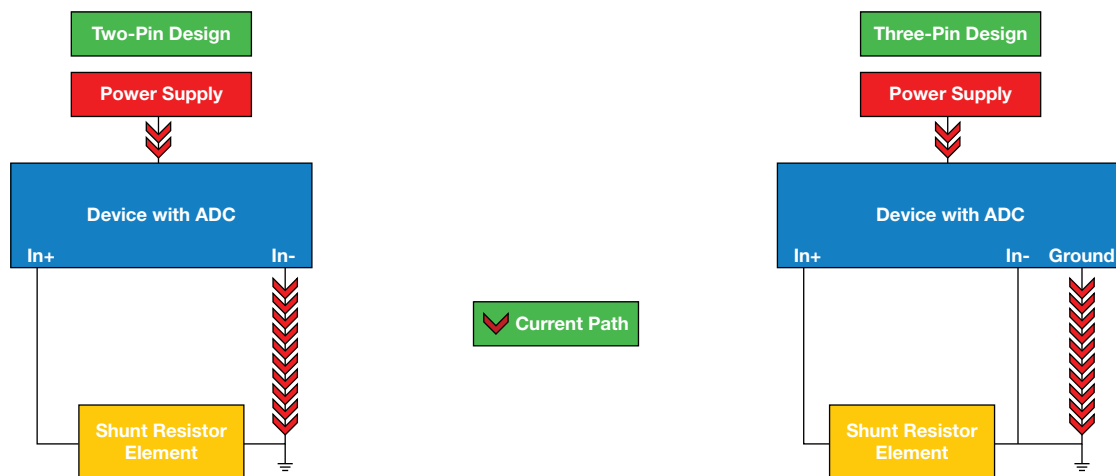 Two-Pin Design
Power Supply
Device with ADC
In+ In-
Shunt Resistor
Element
Current Path
Three-Pin Design
Power Supply
Device with ADC
In+ In- Ground
Shunt Resistor
Element